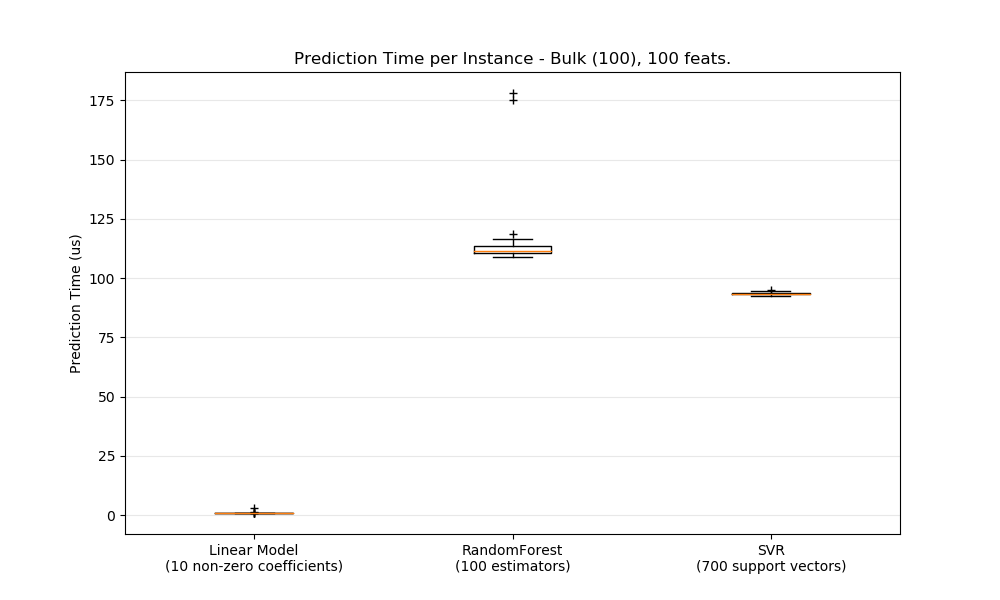 Prediction Time per Instance - Bulk (100), 100 feats.
175
150
125
100
75
50
25
0
Prediction Time (us)
Linear Model
(10 non-zero coefficients)
RandomForest
(100 estimators)
SVR
(700 support vectors)